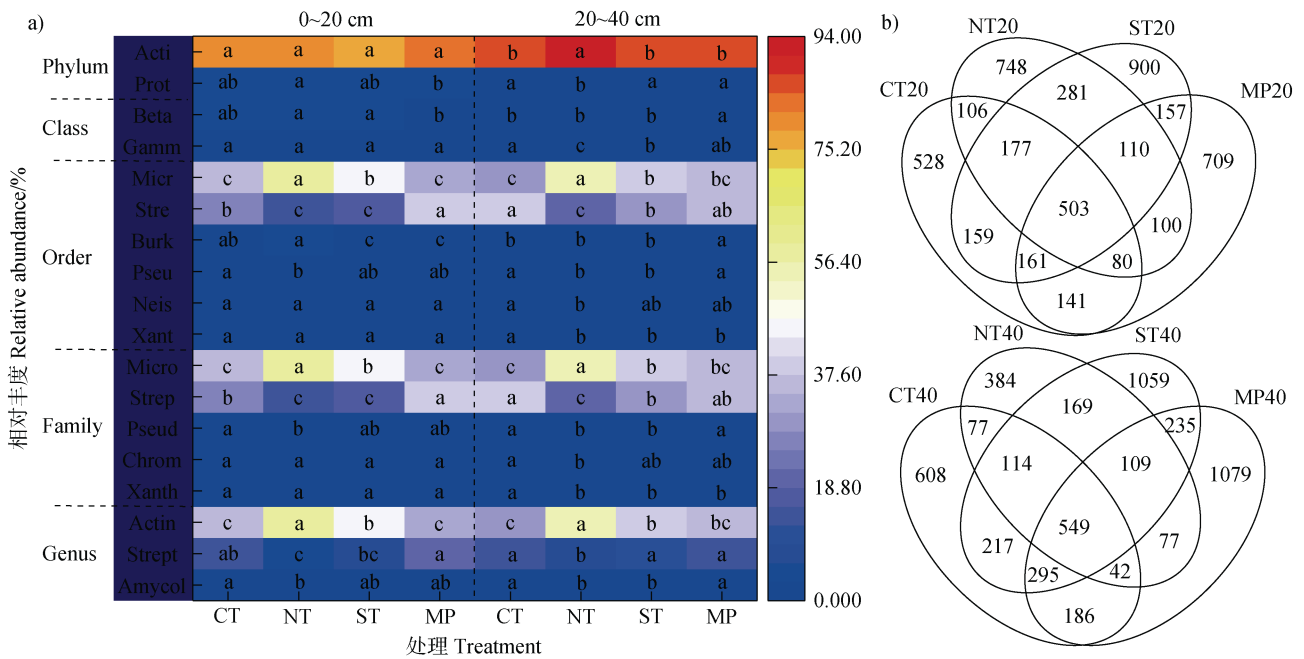 a)
0~20 cm
20~40 cm
Phylum
Acti a a a a b a b b
Prot ab a ab b a b a a
Class
Beta ab a a b b b b a
Gamm a a a a a c b ab
Order
Micr c a b c c a b bc
Stre b c c a a c b ab
Burk ab a c c b b b a
Pseu a b ab ab a b b a
Neis a a a a a b ab ab
Xant a a a a a b b b
Family
Micro c a b c c a b bc
Strep b c c a a c b ab
Pseud a b ab ab a b b a
Chrom a a a a a b ab ab
Xanth a a a a a b b b
Genus
Actin c a b c c a b bc
Strept ab c bc a a b a a
Amycol a b ab ab a b b a
CT NT ST MP CT NT ST MP
处理 Treatment
相对丰度 Relative abundance/%
94.00
75.20
56.40
37.60
18.80
0.000
b)
NT20 ST20
CT20 MP20
748 900
106 281 157
528 177 110 709
503
159 100
161 80
141
NT40 ST40
CT40 MP40
384 1059
77 169 235
608 114 109 1079
549
217 77
295 42
186